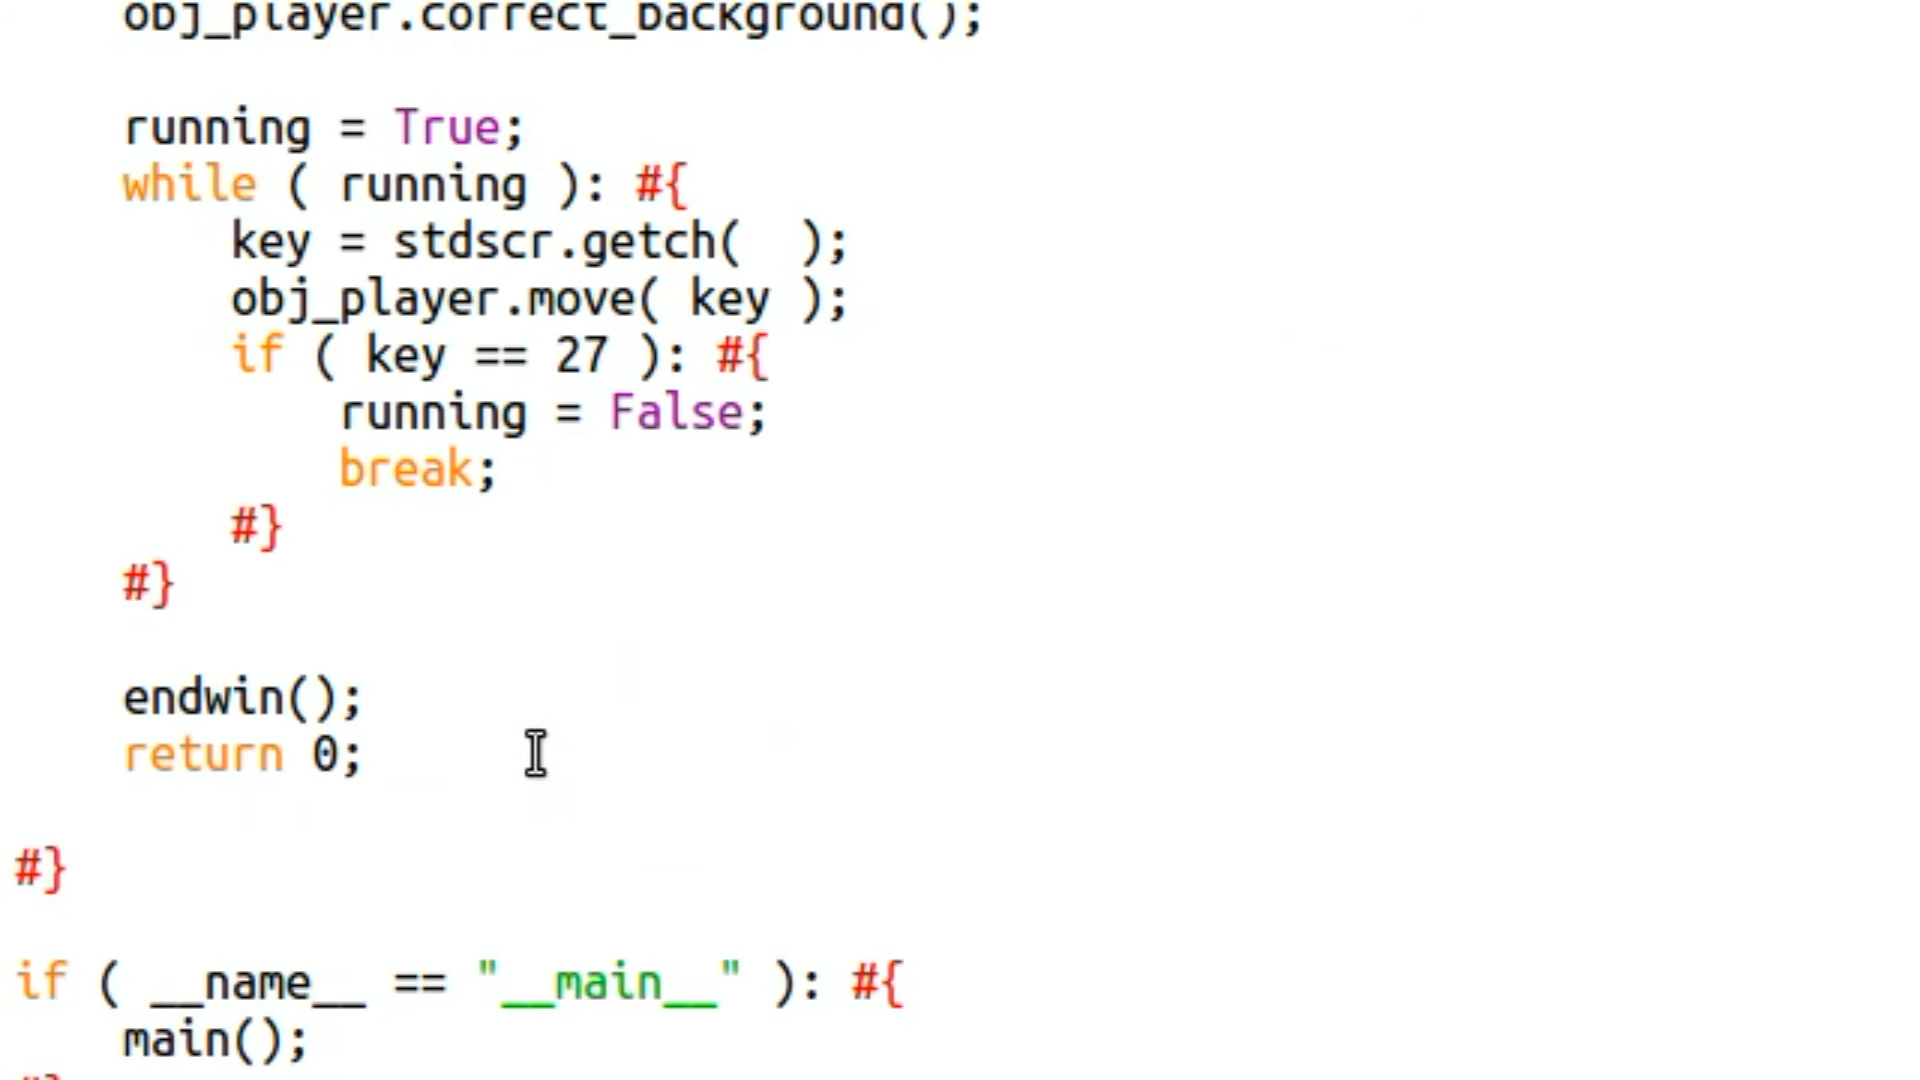 obj_player.correct_background();
running = True;
while ( running ): #{
key = stdscr.getch(  );
obj_player.move( key );
if ( key == 27 ): #{
running = False;
break;
#}
#}
endwin();
return 0;
#}
if ( __name__ == "__main__" ): #{
main();
#}